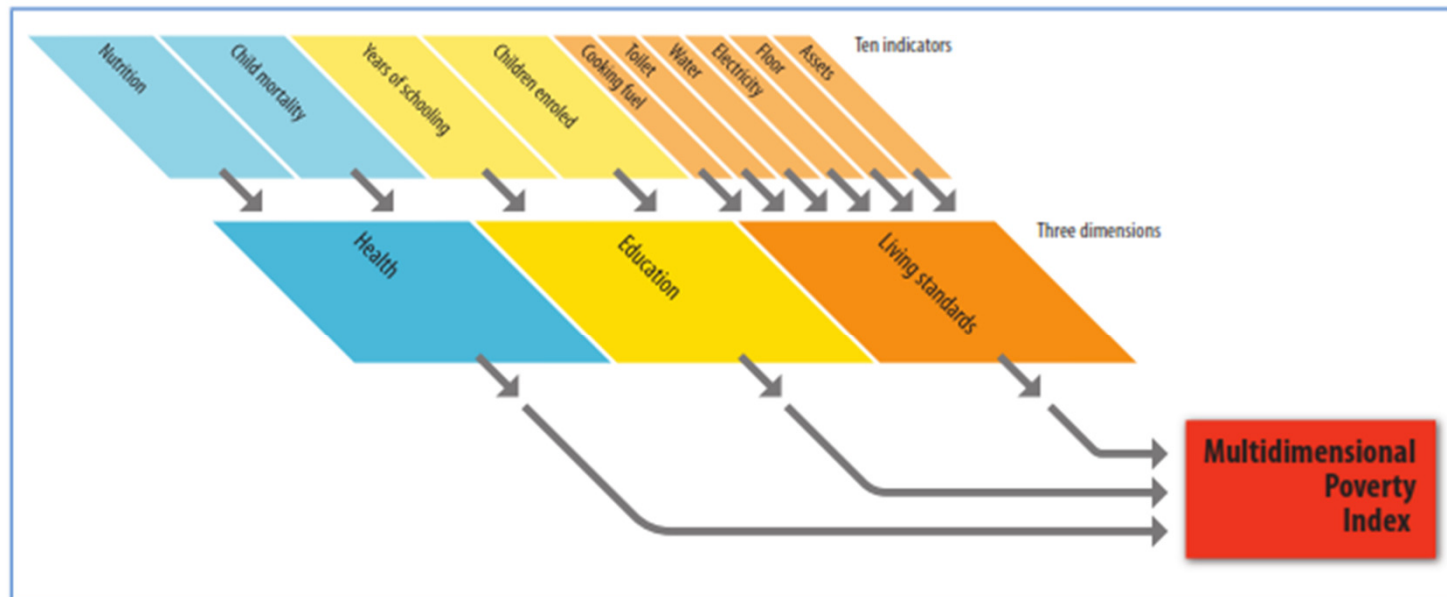 Nutrition
Child mortality
Years of schooling
Children enroled
Cooking fuel
Toilet
Water
Electricity
Floor
Assets
Ten indicators
Health
Education
Living standards
Three dimensions
Multidimensional
Poverty
Index